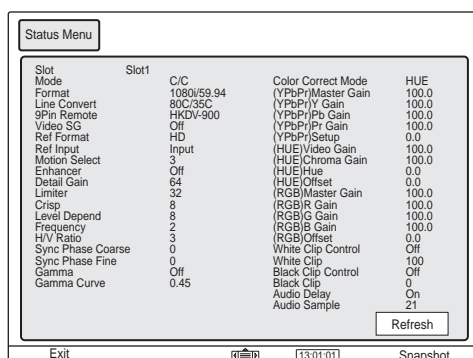 Status Menu
Slot Slot1
Mode C/C
Format 1080i/59.94
Line Convert 80C/35C
9Pin Remote HKDV-900
Video SG Off
Ref Format HD
Ref Input Input
Motion Select 3
Enhancer Off
Detail Gain 64
Limiter 32
Crisp 8
Level Depend 8
Frequency 2
H/V Ratio 3
Sync Phase Coarse 0
Sync Phase Fine 0
Gamma Off
Gamma Curve 0.45
Color Correct Mode HUE
(YPbPr)Master Gain 100.0
(YPbPr)Y Gain 100.0
(YPbPr)Pb Gain 100.0
(YPbPr)Pr Gain 100.0
(YPbPr)Setup 0.0
(HUE)Video Gain 100.0
(HUE)Chroma Gain 100.0
(HUE)Hue 0.0
(HUE)Offset 0.0
(RGB)Master Gain 100.0
(RGB)R Gain 100.0
(RGB)G Gain 100.0
(RGB)B Gain 100.0
(RGB)Offset 0.0
White Clip Control Off
White Clip 100
Black Clip Control Off
Black Clip 0
Audio Delay On
Audio Sample 21
Refresh
Exit 13:01:01 Snapshot